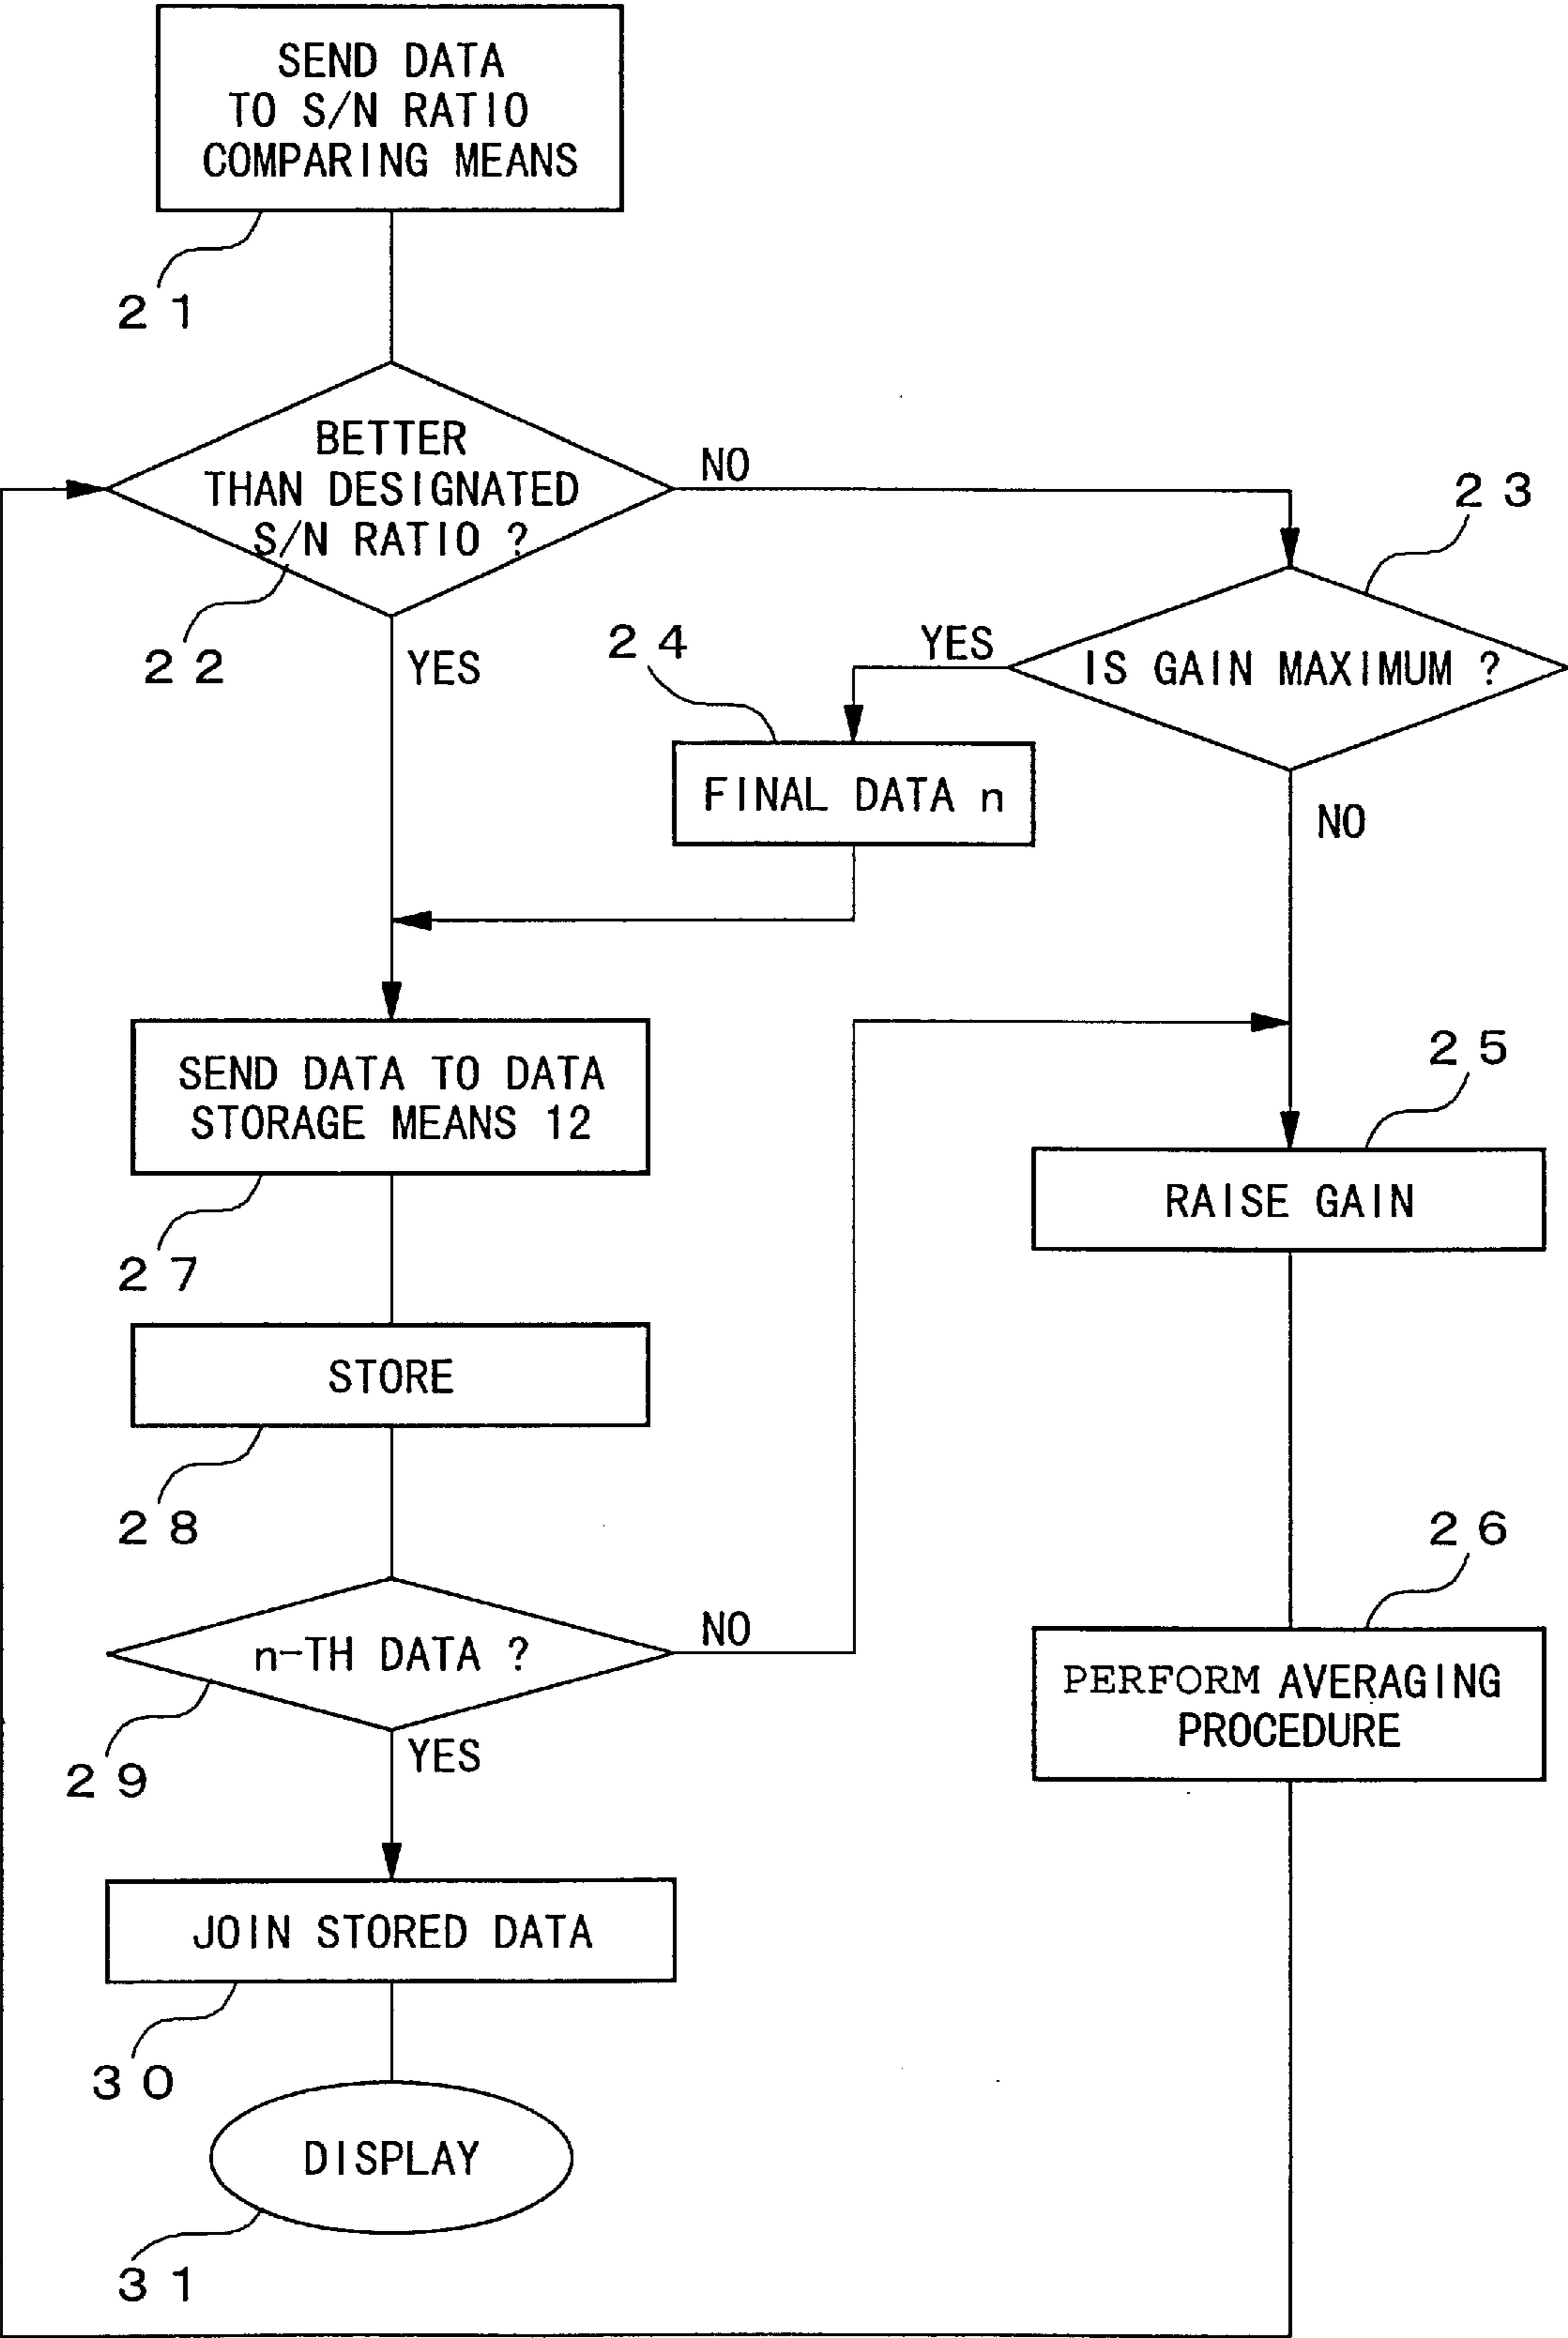 SEND DATA
TO S/N RATIO
COMPARING MEANS
21
BETTER
THAN DESIGNATED
S/N RATIO ?
22
NO
YES
23
IS GAIN MAXIMUM ?
YES
NO
24
FINAL DATA n
SEND DATA TO DATA
STORAGE MEANS 12
27
25
RAISE GAIN
STORE
28
26
PERFORM AVERAGING
PROCEDURE
n-TH DATA ?
NO
29
YES
JOIN STORED DATA
30
DISPLAY
31